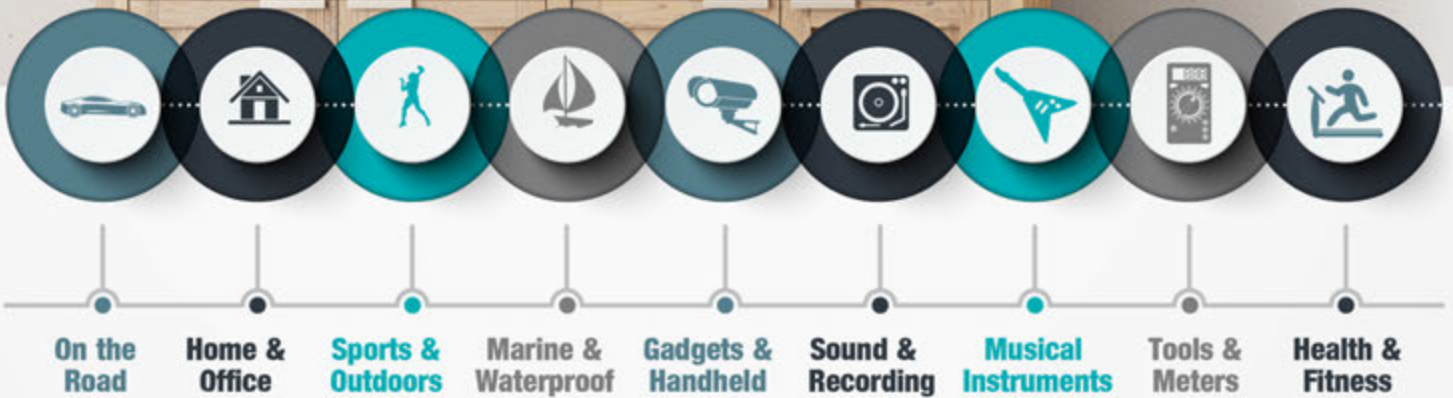 On the
Road
Home &
Office
Sports &
Outdoors
Marine &
Waterproof
Gadgets &
Handheld
Sound &
Recording
Musical
Instruments
Tools &
Meters
Health &
Fitness